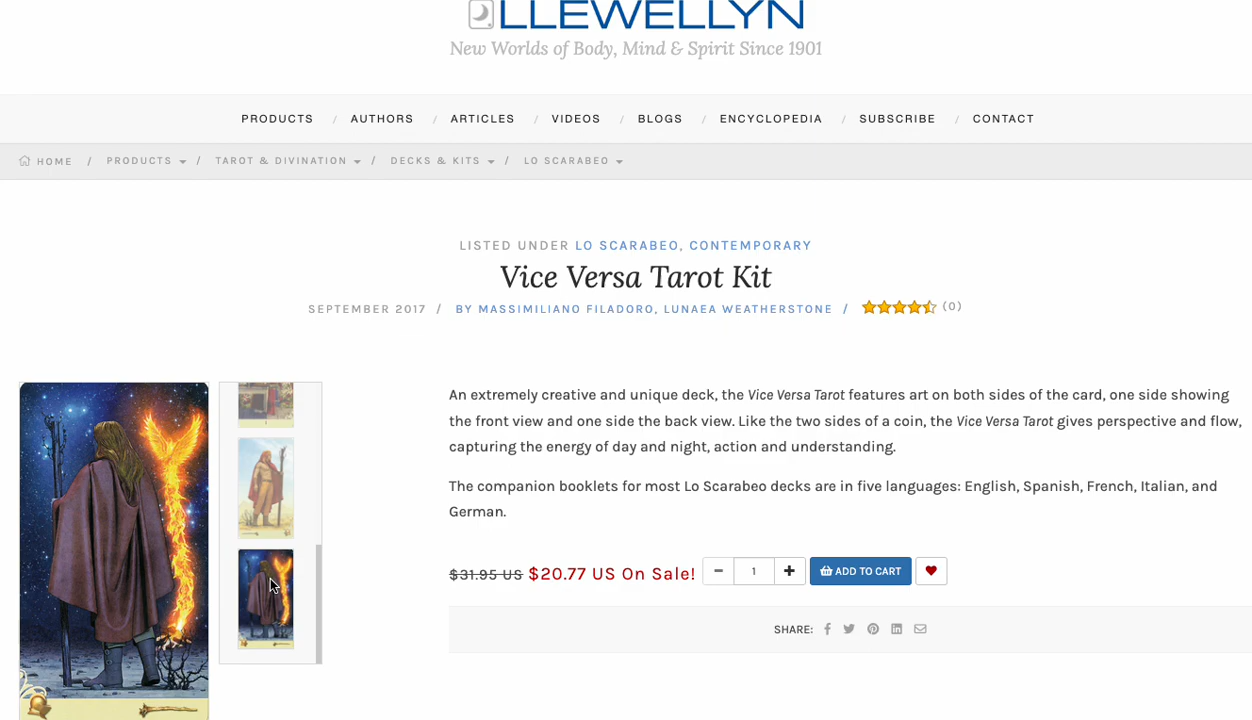 LLEWELLYN
New Worlds of Body, Mind & Spirit Since 1901
PRODUCTS / AUTHORS / ARTICLES / VIDEOS / BLOGS / ENCYCLOPEDIA / SUBSCRIBE / CONTACT
HOME / PRODUCTS / TAROT & DIVINATION / DECKS & KITS / LO SCARABEO
LISTED UNDER LO SCARABEO, CONTEMPORARY
Vice Versa Tarot Kit
SEPTEMBER 2017 / BY MASSIMILIANO FILADORO, LUNAEA WEATHERSTONE / (0)
An extremely creative and unique deck, the Vice Versa Tarot features art on both sides of the card, one side showing
the front view and one side the back view. Like the two sides of a coin, the Vice Versa Tarot gives perspective and flow,
capturing the energy of day and night, action and understanding.
The companion booklets for most Lo Scarabeo decks are in five languages: English, Spanish, French, Italian, and
German.
$31.95 US $20.77 US On Sale! − 1 + ADD TO CART
SHARE: